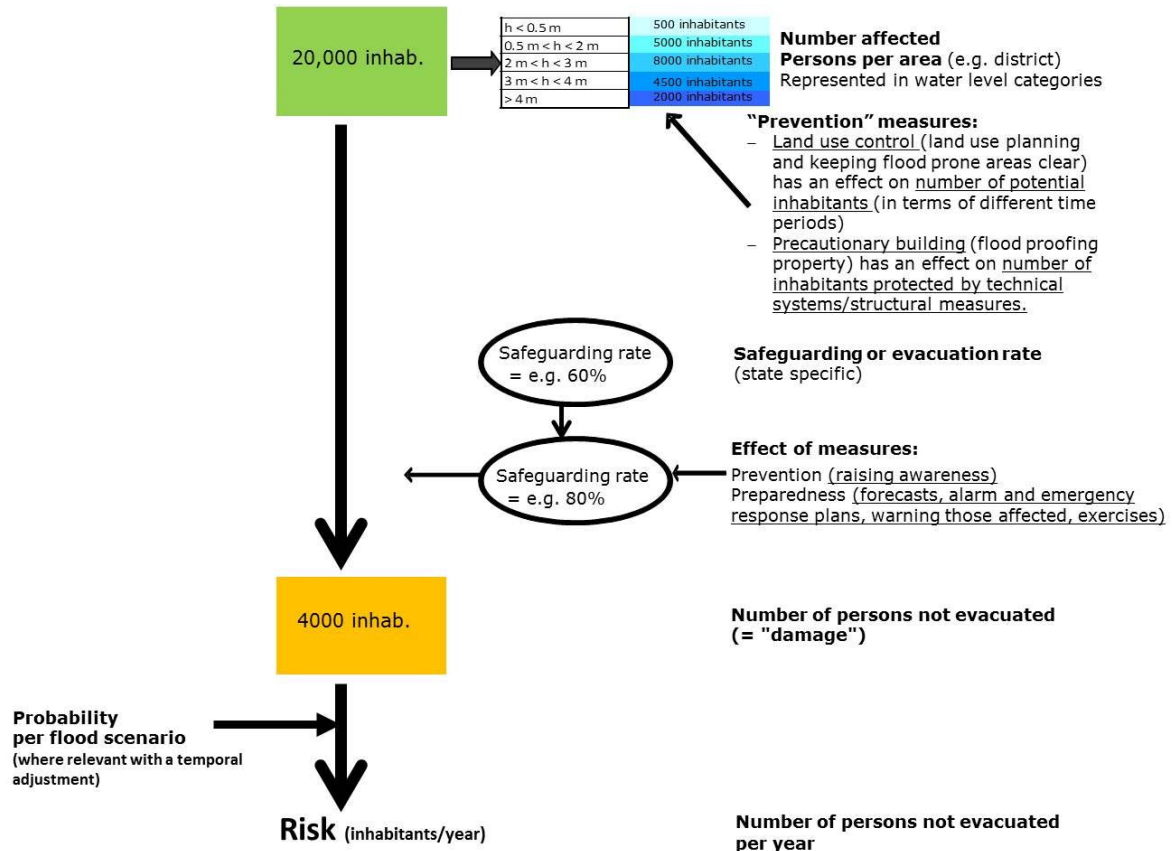 20,000 inhab.
h < 0.5 m
500 inhabitants
0.5 m < h < 2 m
5000 inhabitants
2 m < h < 3 m
8000 inhabitants
3 m < h < 4 m
4500 inhabitants
> 4 m
2000 inhabitants
Number affected
Persons per area (e.g. district)
Represented in water level categories
“Prevention” measures:
– Land use control (land use planning
and keeping flood prone areas clear)
has an effect on number of potential
inhabitants (in terms of different time
periods)
– Precautionary building (flood proofing
property) has an effect on number of
inhabitants protected by technical
systems/structural measures.
Safeguarding rate
= e.g. 60%
Safeguarding or evacuation rate
(state specific)
Safeguarding rate
= e.g. 80%
Effect of measures:
Prevention (raising awareness)
Preparedness (forecasts, alarm and emergency
response plans, warning those affected, exercises)
4000 inhab.
Number of persons not evacuated
(= "damage")
Probability
per flood scenario
(where relevant with a temporal
adjustment)
Risk (inhabitants/year)
Number of persons not evacuated
per year